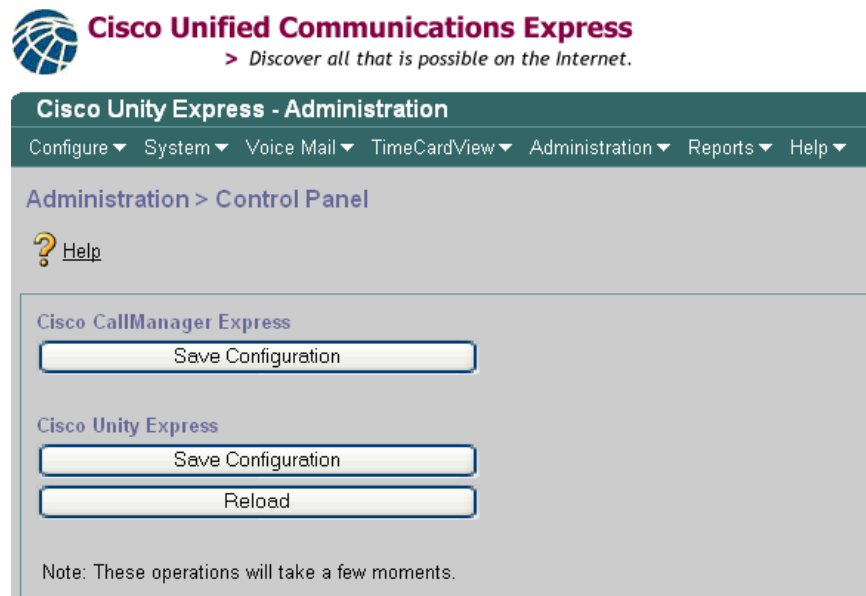 Cisco Unified Communications Express
> Discover all that is possible on the Internet.
Cisco Unity Express - Administration
Configure ▼ System ▼ Voice Mail ▼ TimeCardView ▼ Administration ▼ Reports ▼ Help ▼
Administration > Control Panel
Help
Cisco CallManager Express
Save Configuration
Cisco Unity Express
Save Configuration
Reload
Note: These operations will take a few moments.